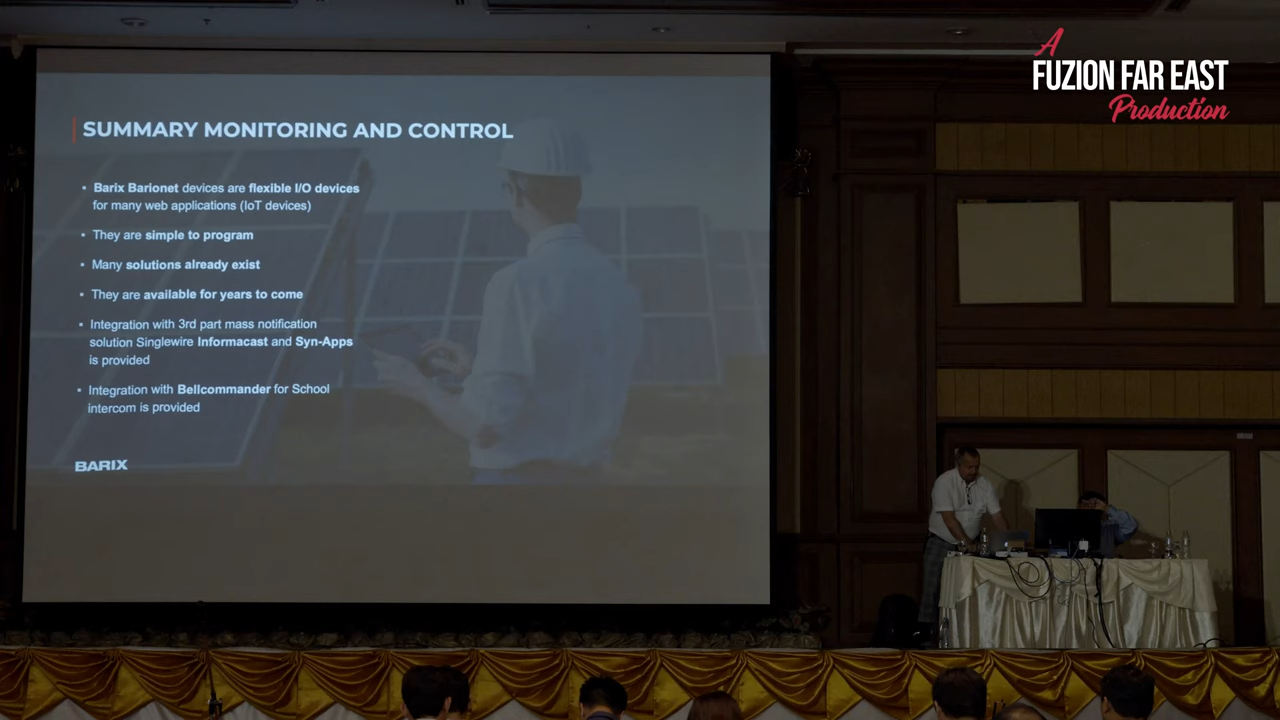 A
FUZION FAR EAST
Production
SUMMARY MONITORING AND CONTROL
▪ Barix Barionet devices are flexible I/O devices
for many web applications (IoT devices)
▪ They are simple to program
▪ Many solutions already exist
▪ They are available for years to come
▪ Integration with 3rd part mass notification
solution Singlewire Informacast and Syn-Apps
is provided
▪ Integration with Bellcommander for School
intercom is provided
BARIX